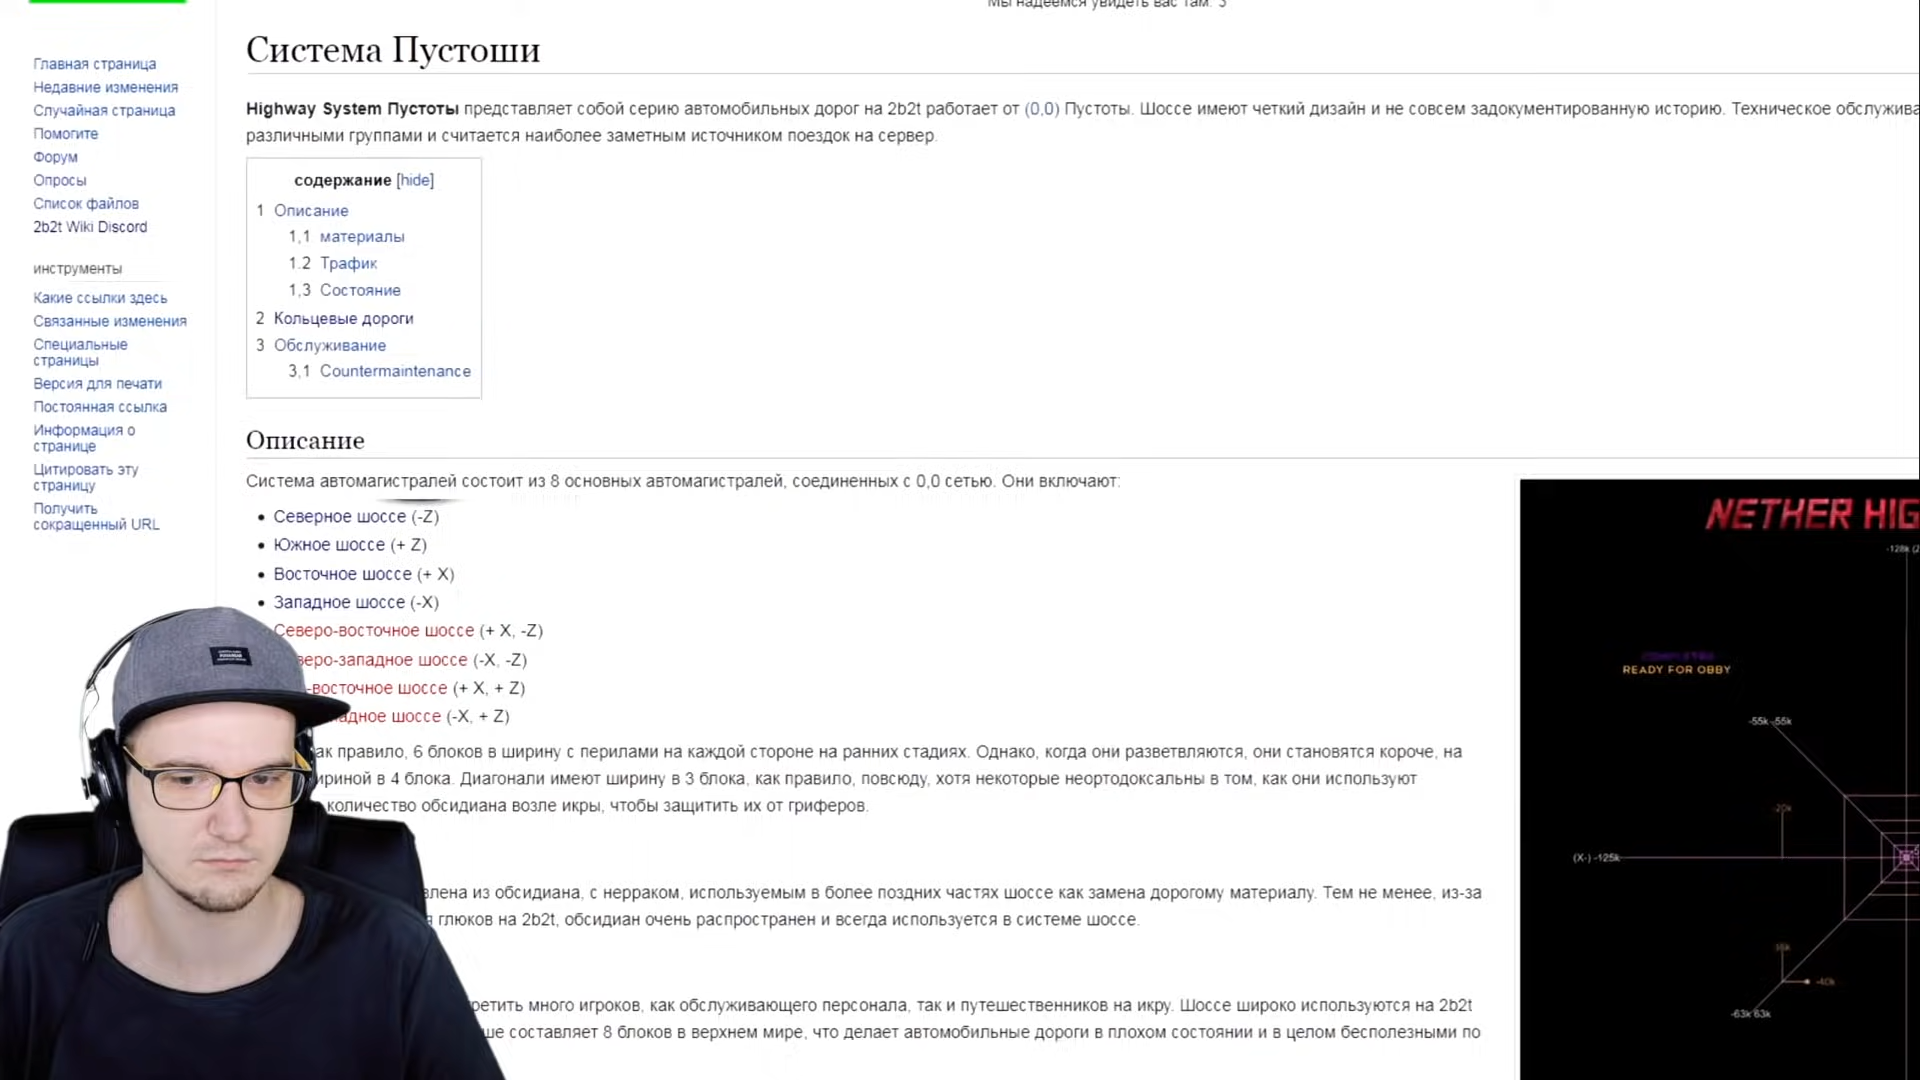 Мы надеемся увидеть вас там. 3
Система Пустоши
Главная страница
Недавние изменения
Случайная страница
Помогите
Форум
Опросы
Список файлов
2b2t Wiki Discord
инструменты
Какие ссылки здесь
Связанные изменения
Специальные
страницы
Версия для печати
Постоянная ссылка
Информация о
странице
Цитировать эту
страницу
Получить
сокращенный URL
Highway System Пустоты представляет собой серию автомобильных дорог на 2b2t работает от (0,0) Пустоты. Шоссе имеют четкий дизайн и не совсем задокументированную историю. Техническое обслужива
различными группами и считается наиболее заметным источником поездок на сервер.
содержание [hide]
1 Описание
1,1 материалы
1.2 Трафик
1,3 Состояние
2 Кольцевые дороги
3 Обслуживание
3,1 Countermaintenance
Описание
Система автомагистралей состоит из 8 основных автомагистралей, соединенных с 0,0 сетью. Они включают:
• Северное шоссе (-Z)
• Южное шоссе (+ Z)
• Восточное шоссе (+ X)
• Западное шоссе (-X)
Северо-восточное шоссе (+ X, -Z)
веро-западное шоссе (-X, -Z)
-восточное шоссе (+ X, + Z)
адное шоссе (-X, + Z)
ак правило, 6 блоков в ширину с перилами на каждой стороне на ранних стадиях. Однако, когда они разветвляются, они становятся короче, на
ириной в 4 блока. Диагонали имеют ширину в 3 блока, как правило, повсюду, хотя некоторые неортодоксальны в том, как они используют
количество обсидиана возле икры, чтобы защитить их от гриферов.
влена из обсидиана, с нерраком, используемым в более поздних частях шоссе как замена дорогому материалу. Тем не менее, из-за
я глюков на 2b2t, обсидиан очень распространен и всегда используется в системе шоссе.
ретить много игроков, как обслуживающего персонала, так и путешественников на икру. Шоссе широко используются на 2b2t
ше составляет 8 блоков в верхнем мире, что делает автомобильные дороги в плохом состоянии и в целом бесполезными по
NETHER HIG
-128k (Z
READY FOR OBBY
-55k -55k
-20k
(X-) -125k
-40k
-63k 63k